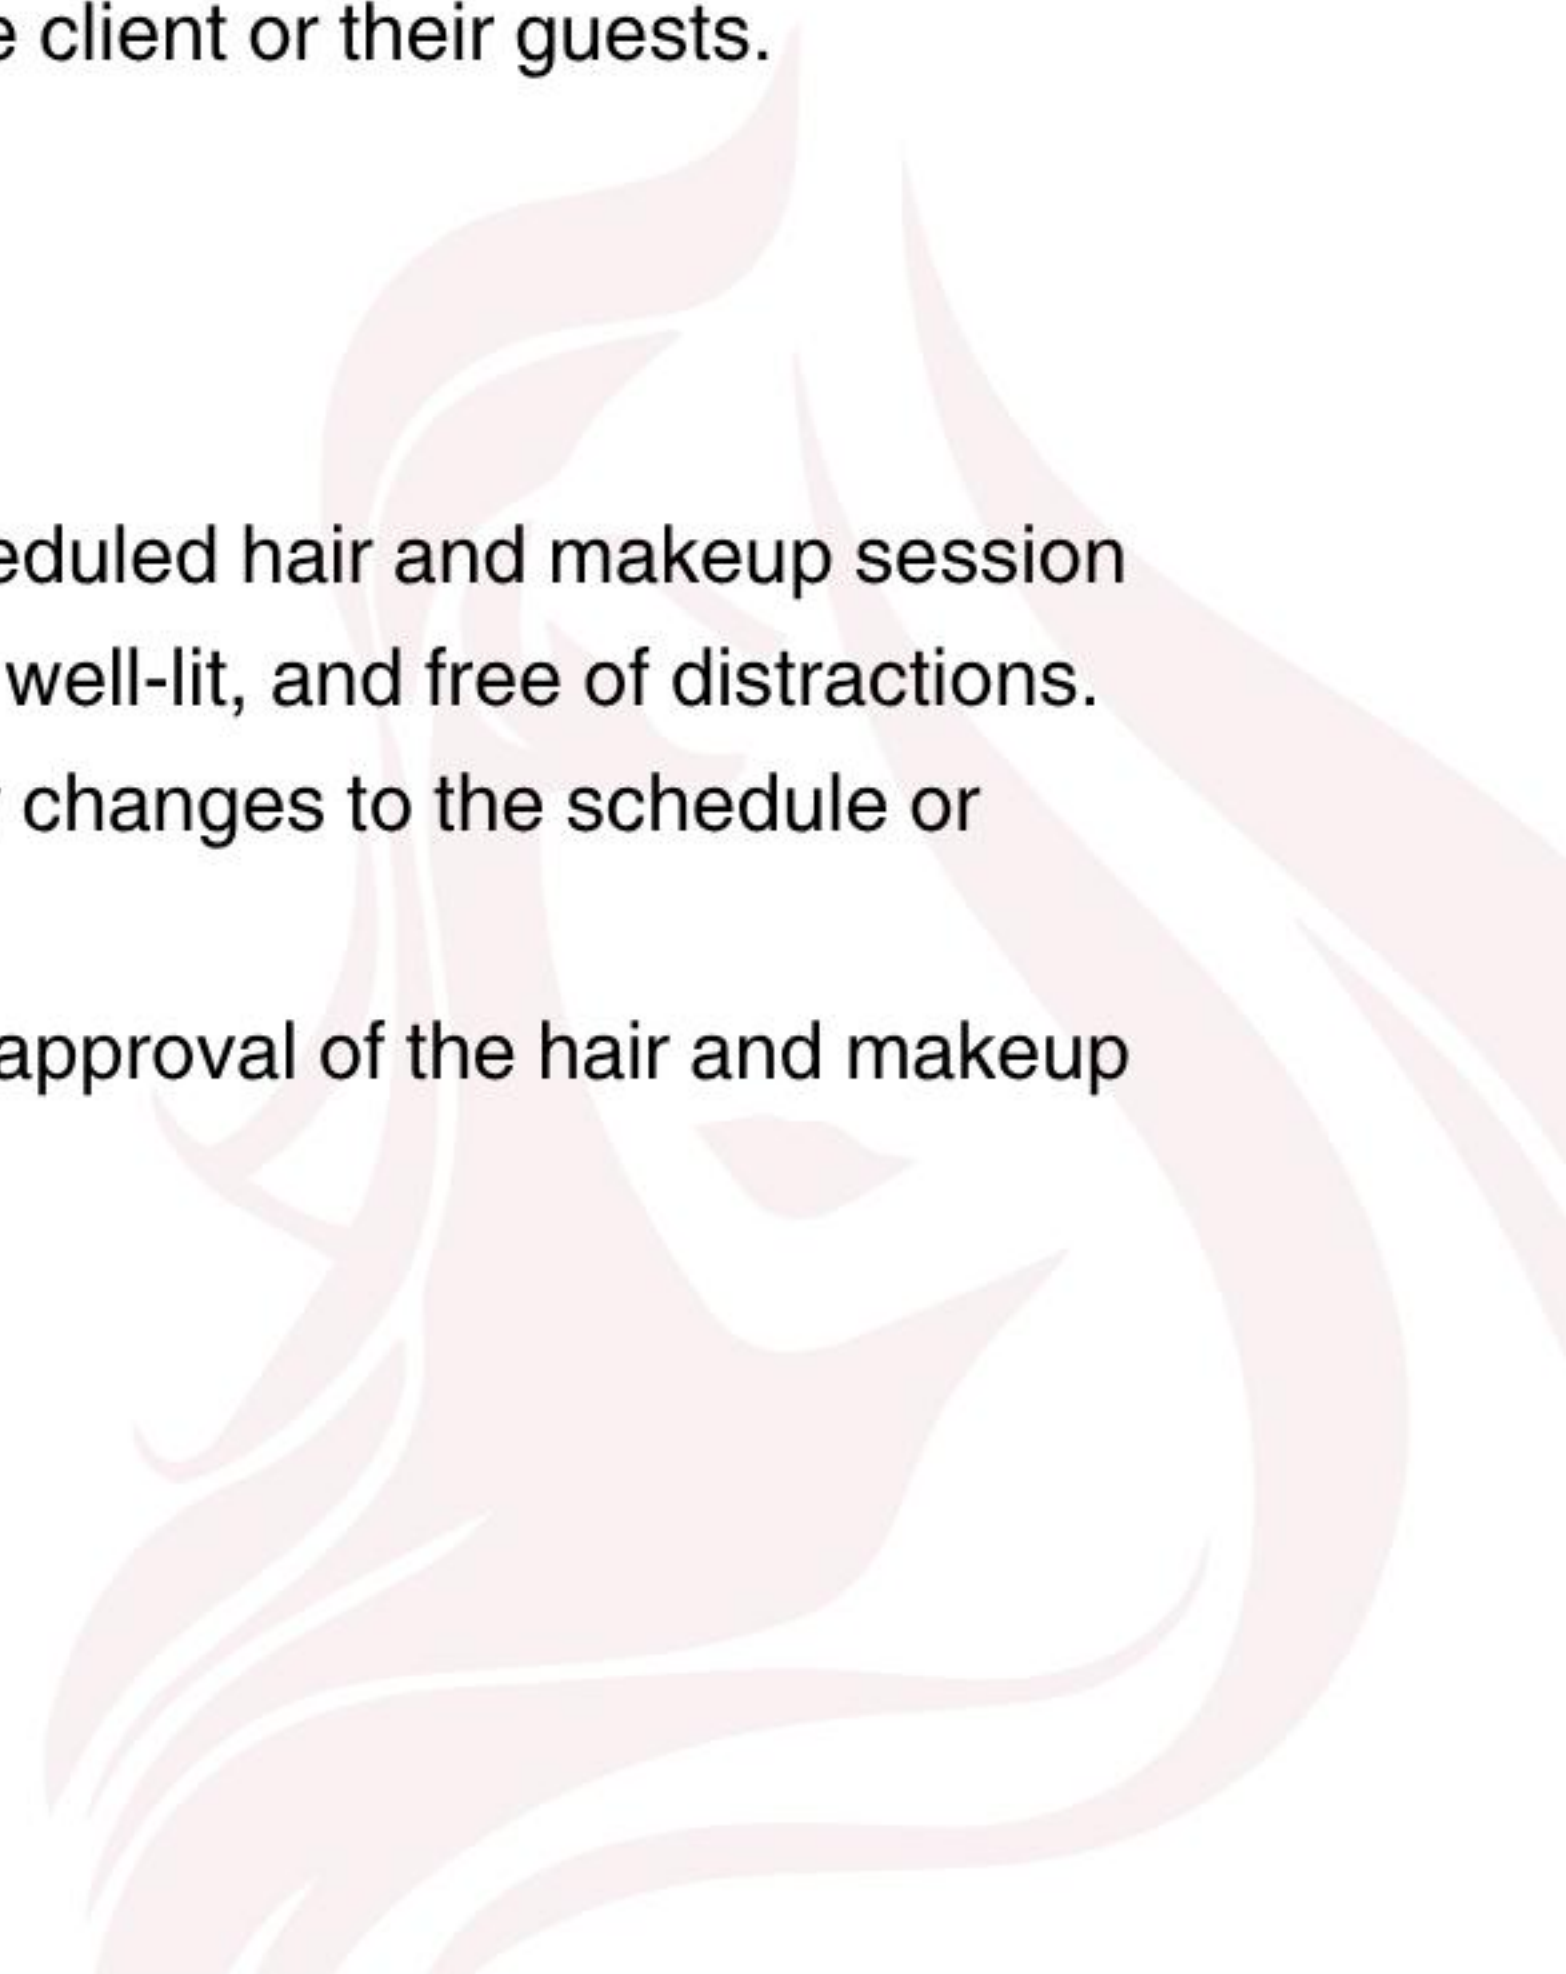 client or their guests.
hair and makeup session
well-lit, and free of distractions.
changes to the schedule or
approval of the hair and makeup